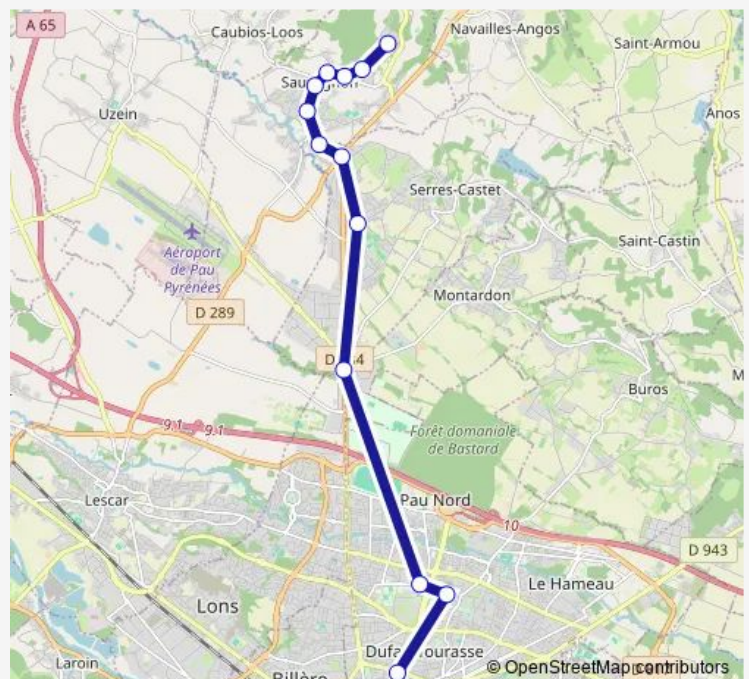 A 65
Caubios-Loos
Navailles-Angos
Saint-Armou
Uzein
Anos
Serres-Castet
Aéroport
de Pau
Pyrénées
Saint-Castin
Montardon
D 289
Buros
M
9.1
9.1
Forêt domaniale
de Bastard
Lescar
Pau Nord
10
D 943
Le Hameau
Lons
Laroin
Billère
© OpenStreetMap contributors